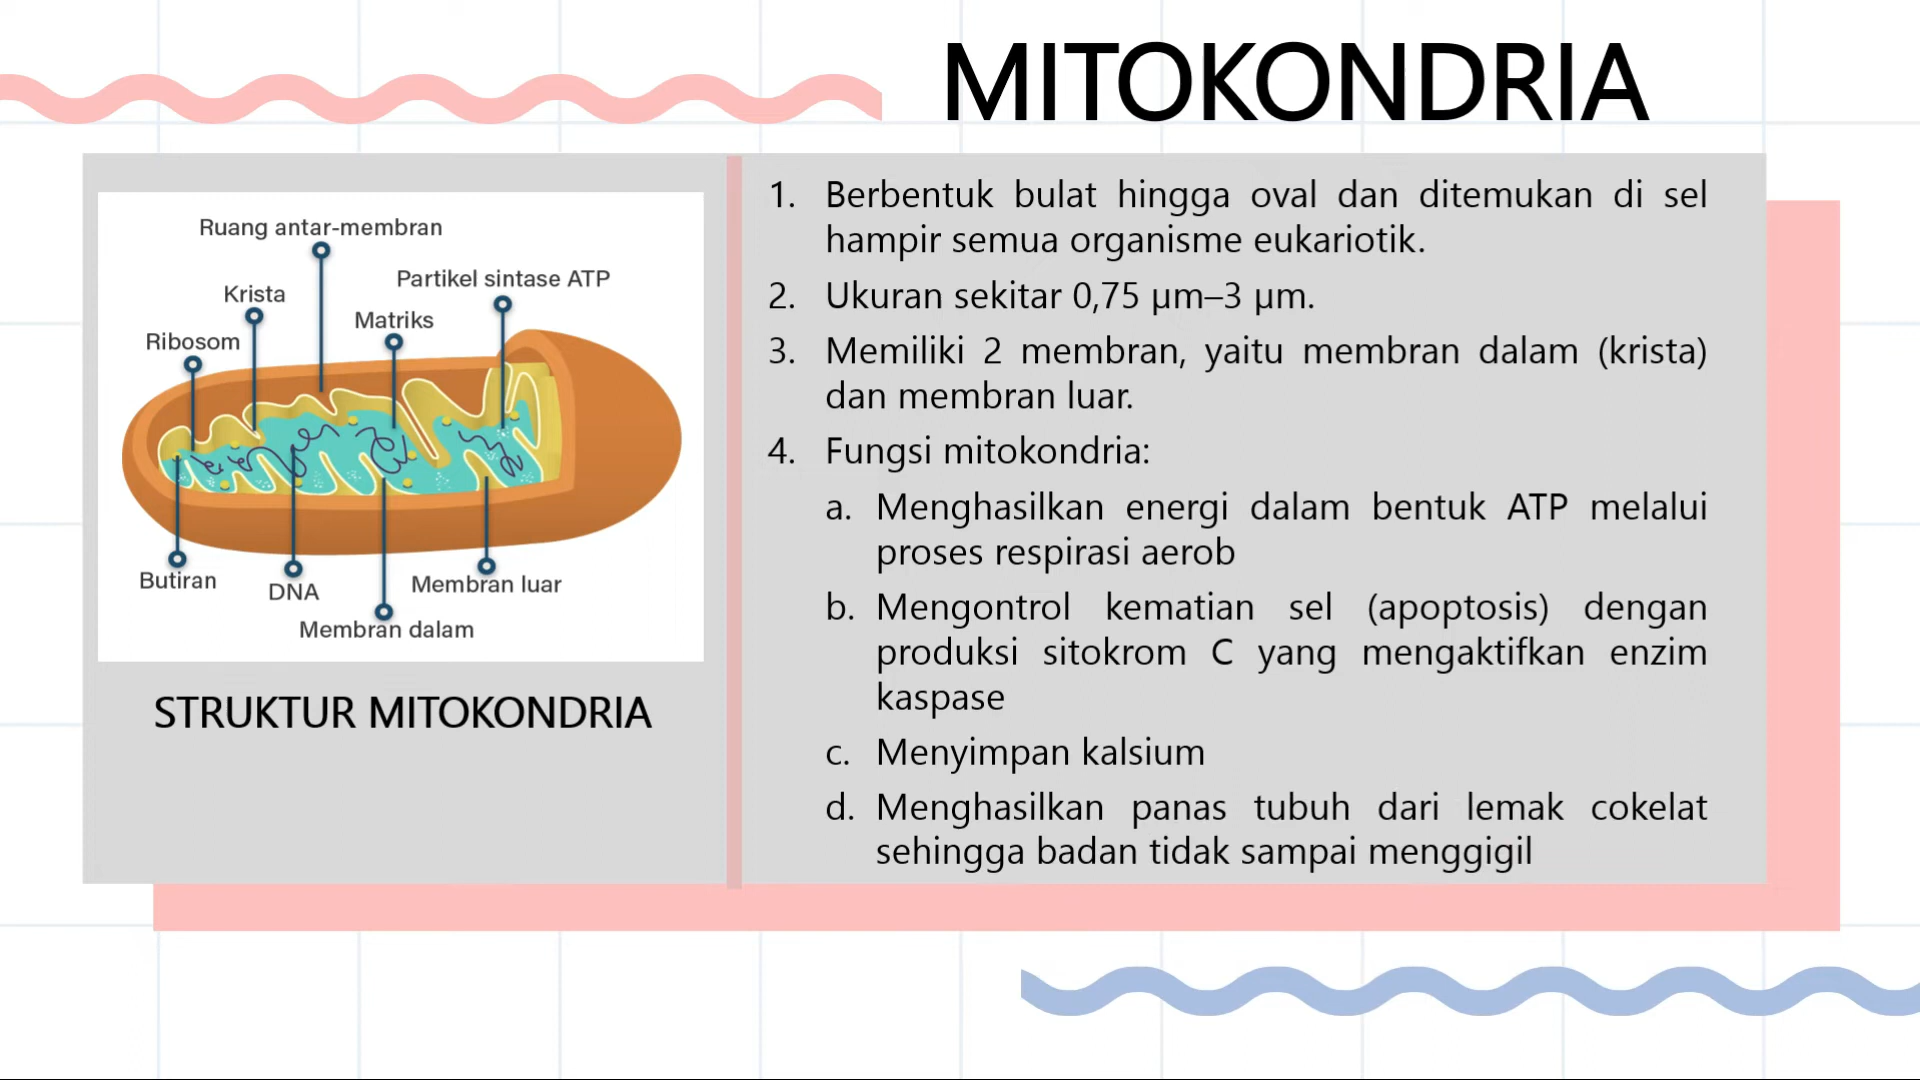 MITOKONDRIA
Ruang antar-membran
Partikel sintase ATP
Krista
Matriks
Ribosom
Butiran
DNA
Membran luar
Membran dalam
STRUKTUR MITOKONDRIA
1. Berbentuk bulat hingga oval dan ditemukan di sel
hampir semua organisme eukariotik.
2. Ukuran sekitar 0,75 μm–3 μm.
3. Memiliki 2 membran, yaitu membran dalam (krista)
dan membran luar.
4. Fungsi mitokondria:
a. Menghasilkan energi dalam bentuk ATP melalui
proses respirasi aerob
b. Mengontrol kematian sel (apoptosis) dengan
produksi sitokrom C yang mengaktifkan enzim
kaspase
c. Menyimpan kalsium
d. Menghasilkan panas tubuh dari lemak cokelat
sehingga badan tidak sampai menggigil